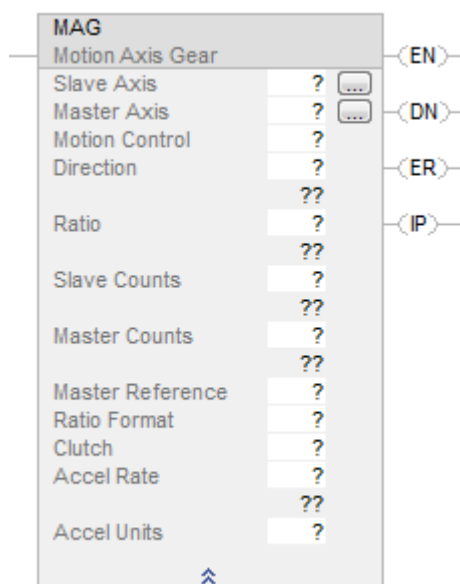 MAG
Motion Axis Gear (EN)
Slave Axis ? ...
Master Axis ? ... (DN)
Motion Control ?
Direction ? (ER)
??
Ratio ? (IP)
??
Slave Counts ?
??
Master Counts ?
??
Master Reference ?
Ratio Format ?
Clutch ?
Accel Rate ?
??
Accel Units ?